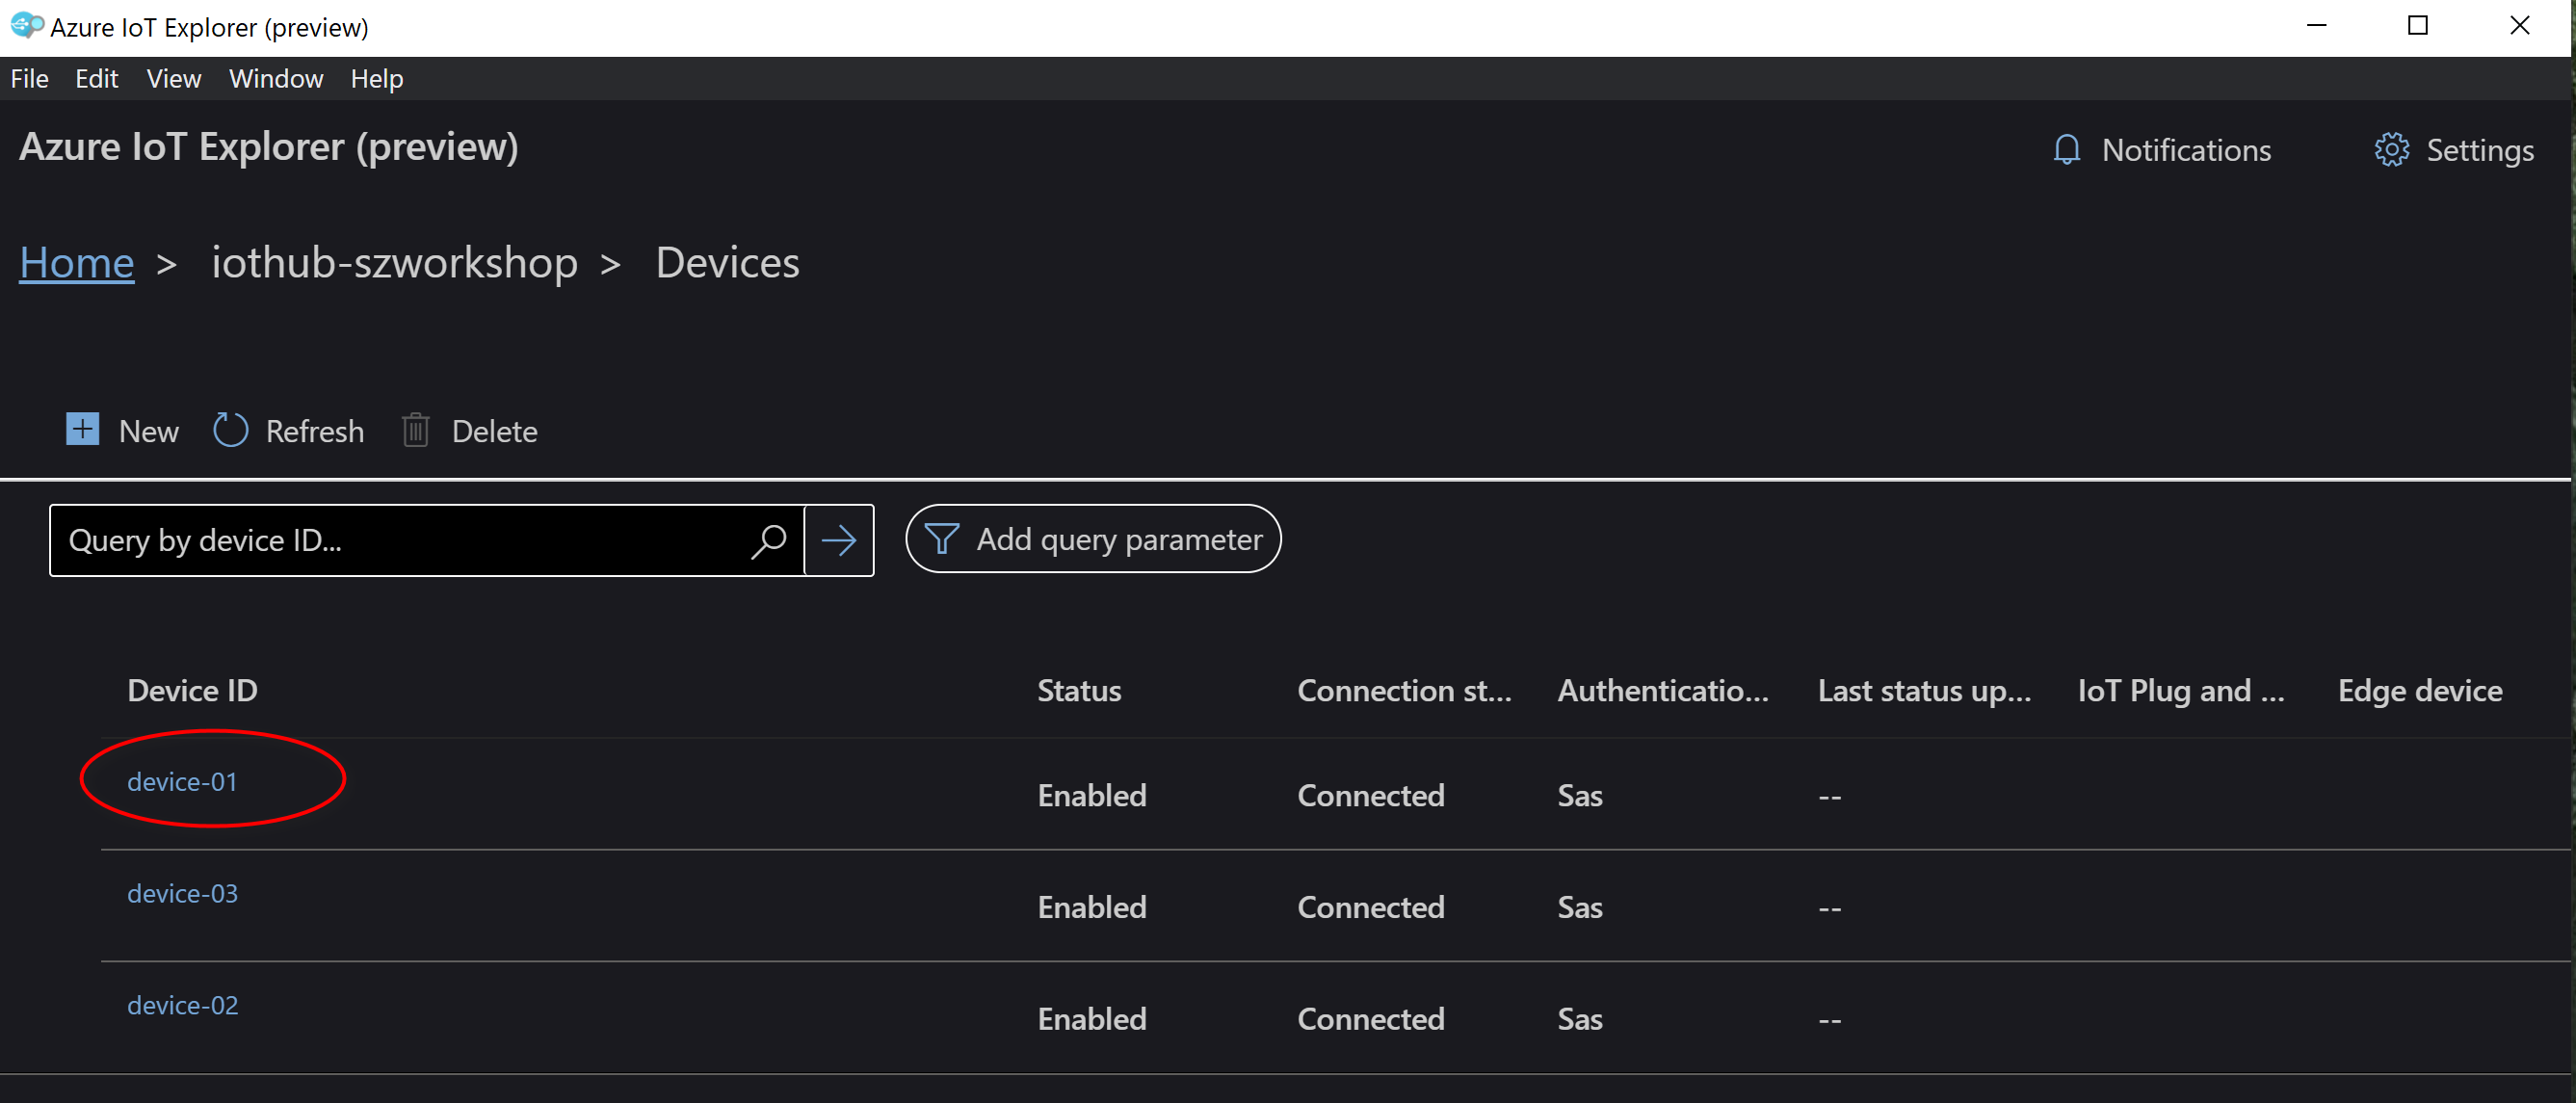 Azure IoT Explorer (preview)
File Edit View Window Help
Azure IoT Explorer (preview)
Notifications Settings
Home > iothub-szworkshop > Devices
New Refresh Delete
Query by device ID... Add query parameter
Device ID Status Connection st... Authenticatio... Last status up... IoT Plug and ... Edge device
device-01 Enabled Connected Sas --
device-03 Enabled Connected Sas --
device-02 Enabled Connected Sas --